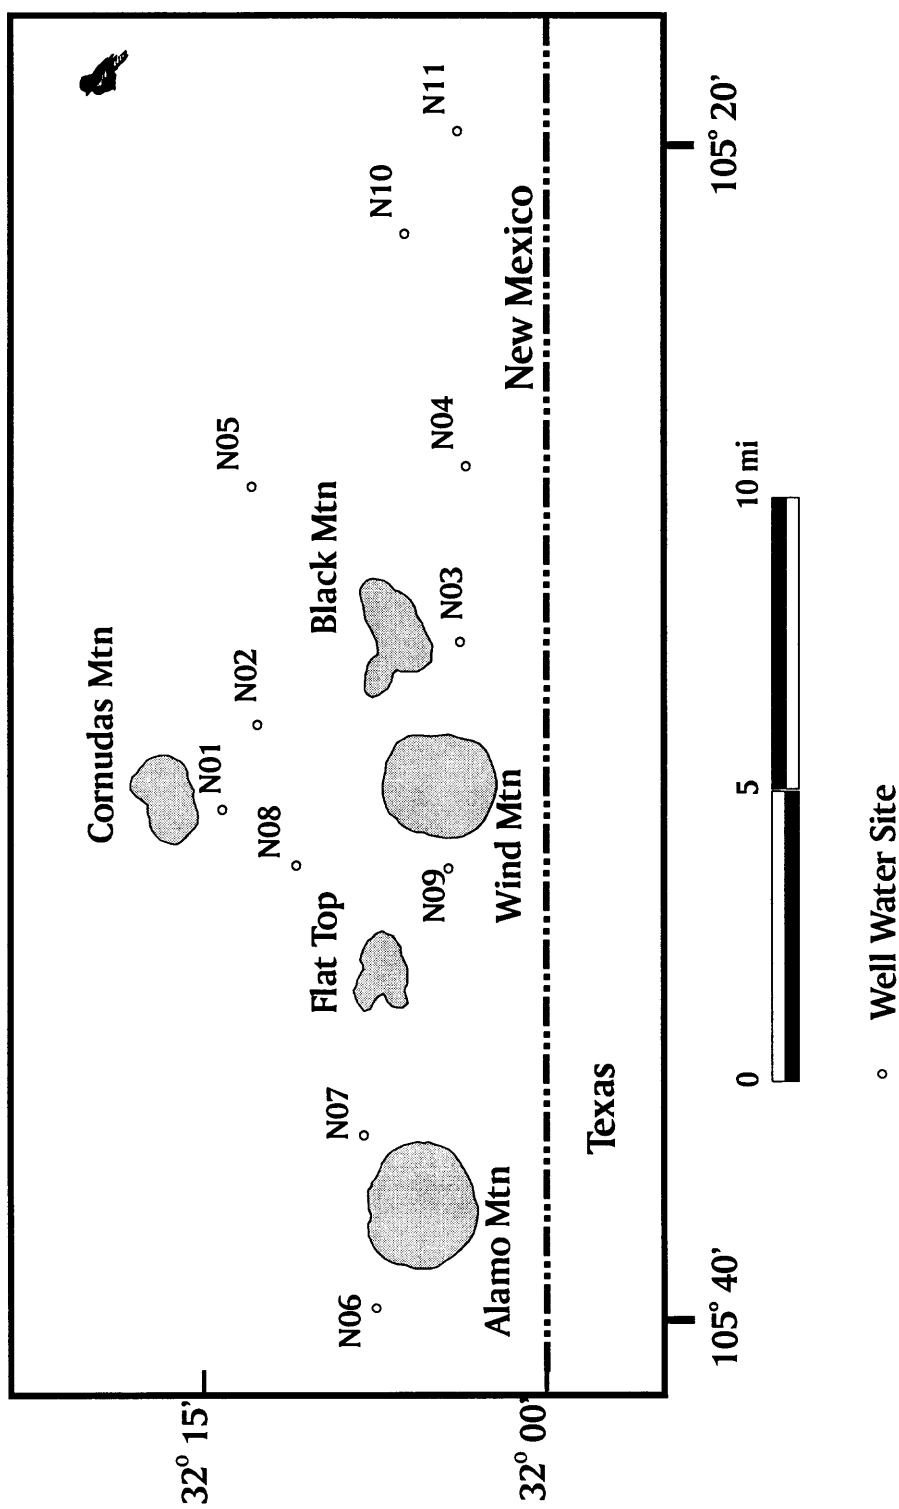 Cornudas Mtn
N01
N02
N05
N08
Flat Top
Black Mtn
N10
N11
N07
N06
N09
N03
N04
Alamo Mtn
Wind Mtn
New Mexico
Texas
32° 15'
32° 00'
105° 40'
105° 20'
0 5 10 mi
Well Water Site